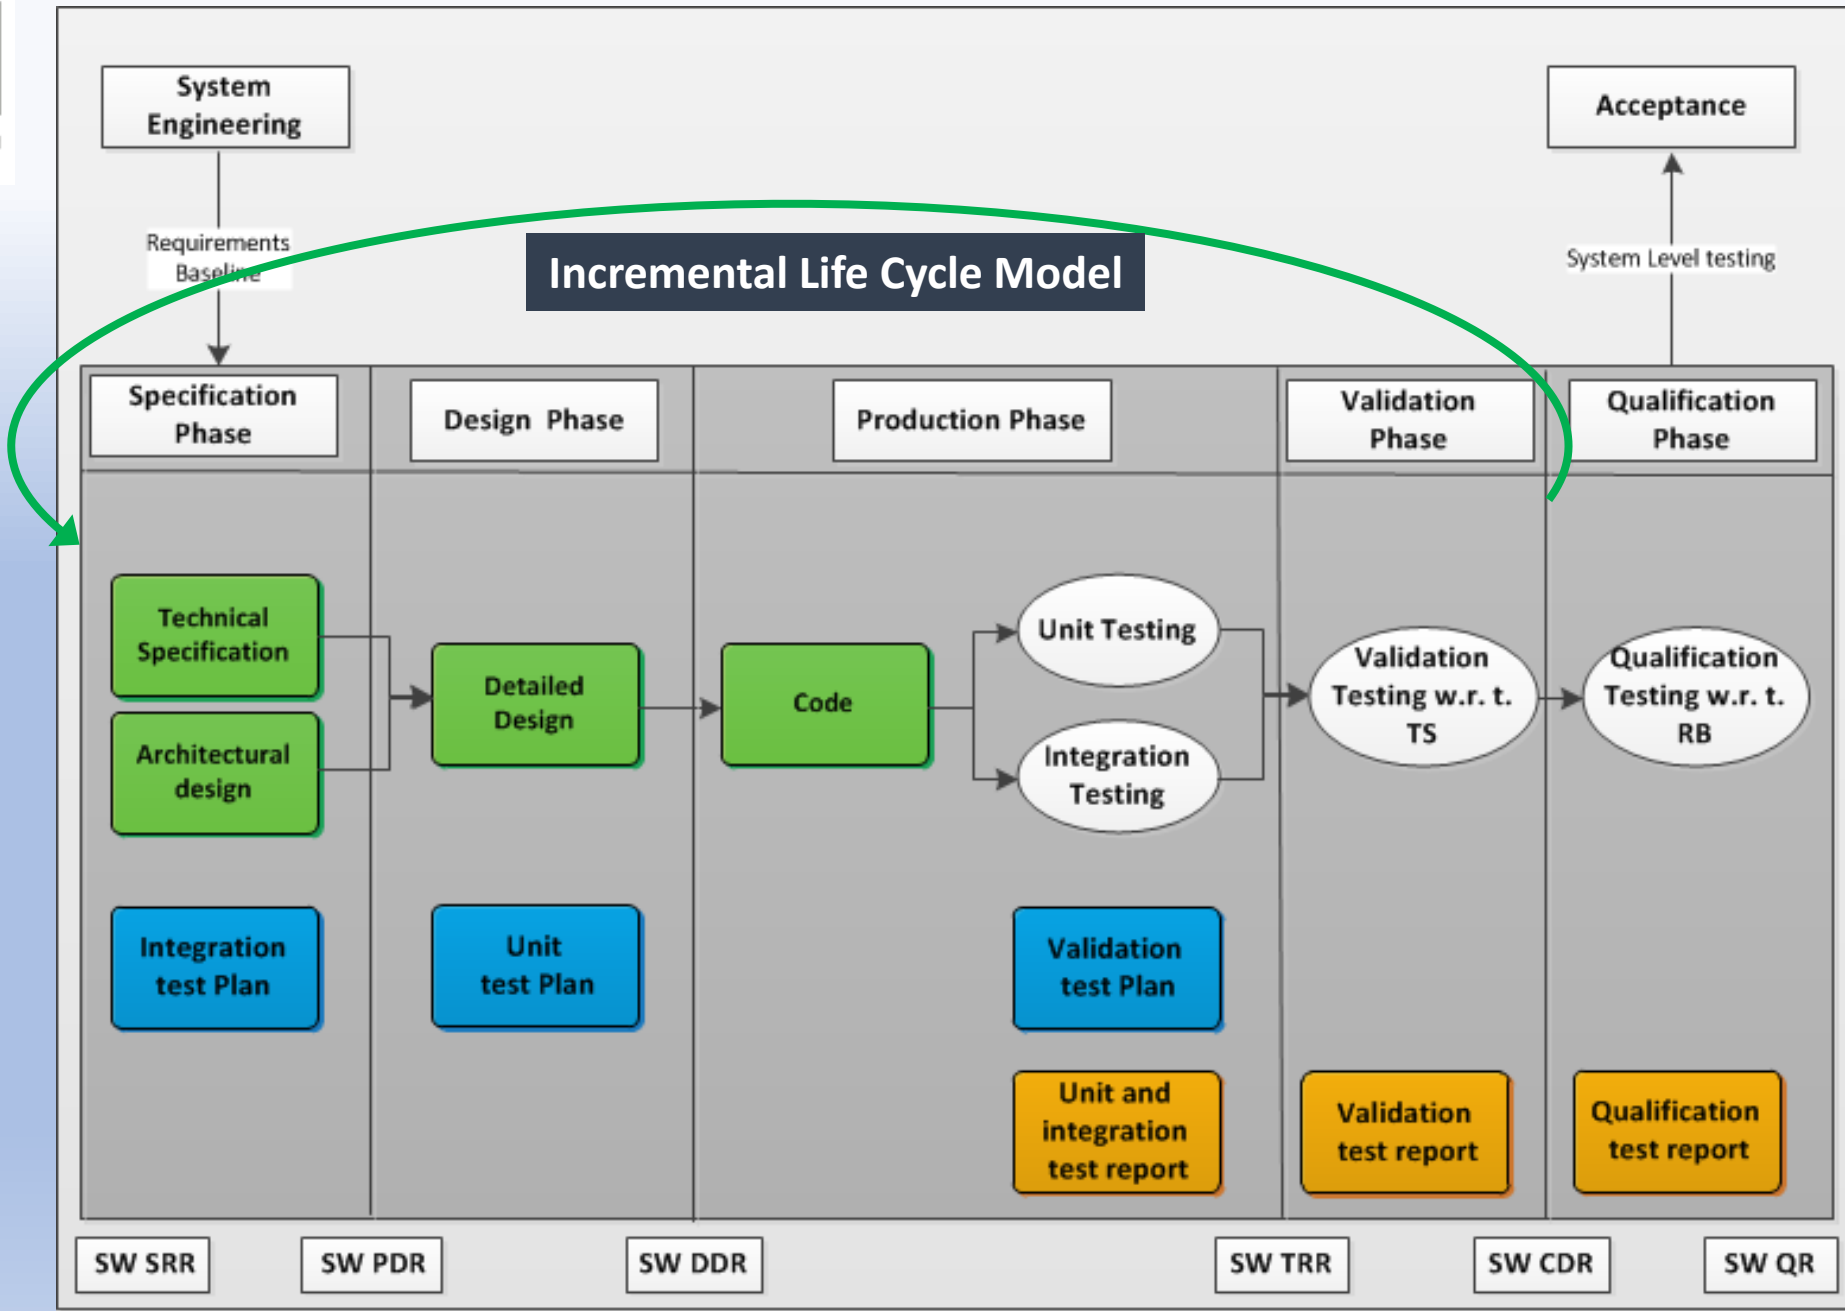 System
Engineering
Acceptance
Requirements
Baseline
Incremental Life Cycle Model
System Level testing
Specification
Phase
Design Phase
Production Phase
Validation
Phase
Qualification
Phase
Technical
Specification
Architectural
design
Detailed
Design
Code
Unit Testing
Integration
Testing
Validation
Testing w.r. t.
TS
Qualification
Testing w.r. t.
RB
Integration
test Plan
Unit
test Plan
Validation
test Plan
Unit and
integration
test report
Validation
test report
Qualification
test report
SW SRR
SW PDR
SW DDR
SW TRR
SW CDR
SW QR